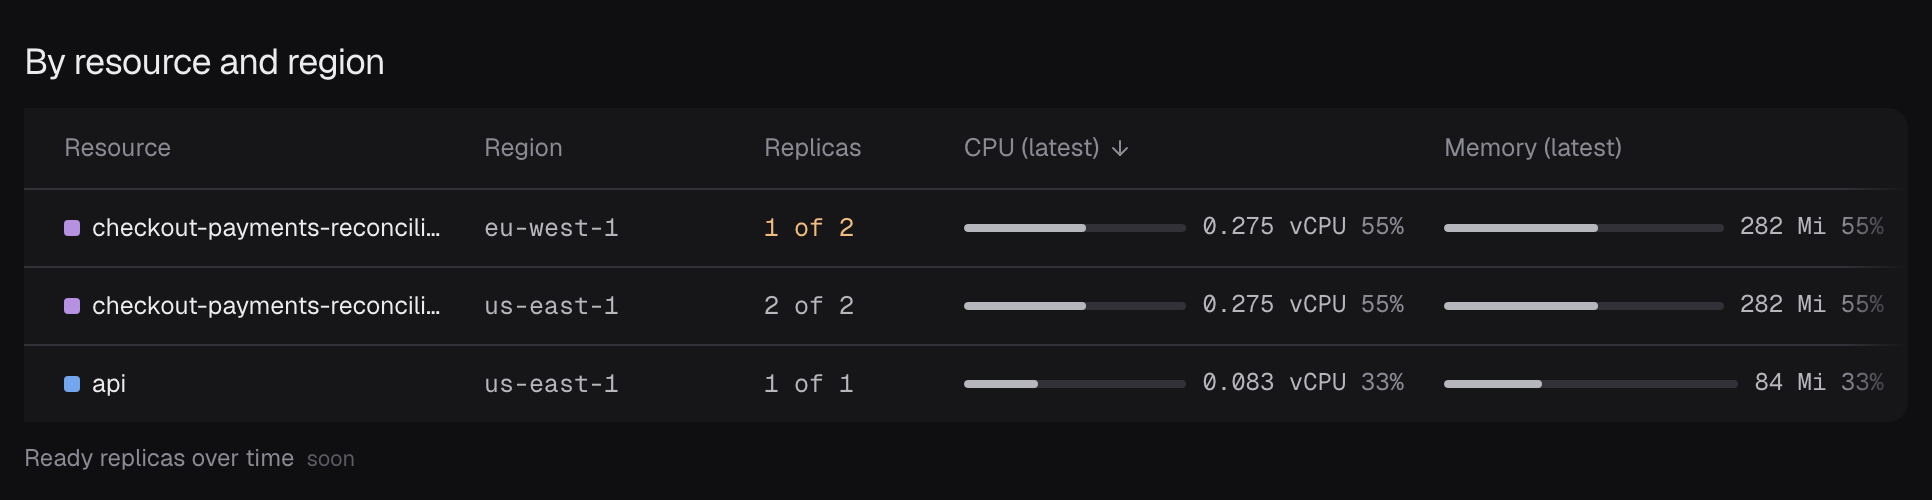 By resource and region
Resource Region Replicas CPU (latest) ↓ Memory (latest)
checkout-payments-reconcili... eu-west-1 1 of 2 0.275 vCPU 55% 282 Mi 55%
checkout-payments-reconcili... us-east-1 2 of 2 0.275 vCPU 55% 282 Mi 55%
api us-east-1 1 of 1 0.083 vCPU 33% 84 Mi 33%
Ready replicas over time soon